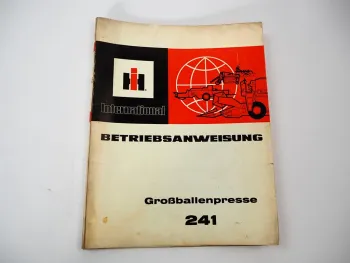 International
BETRIEBSANWEISUNG
Großballenpresse
241